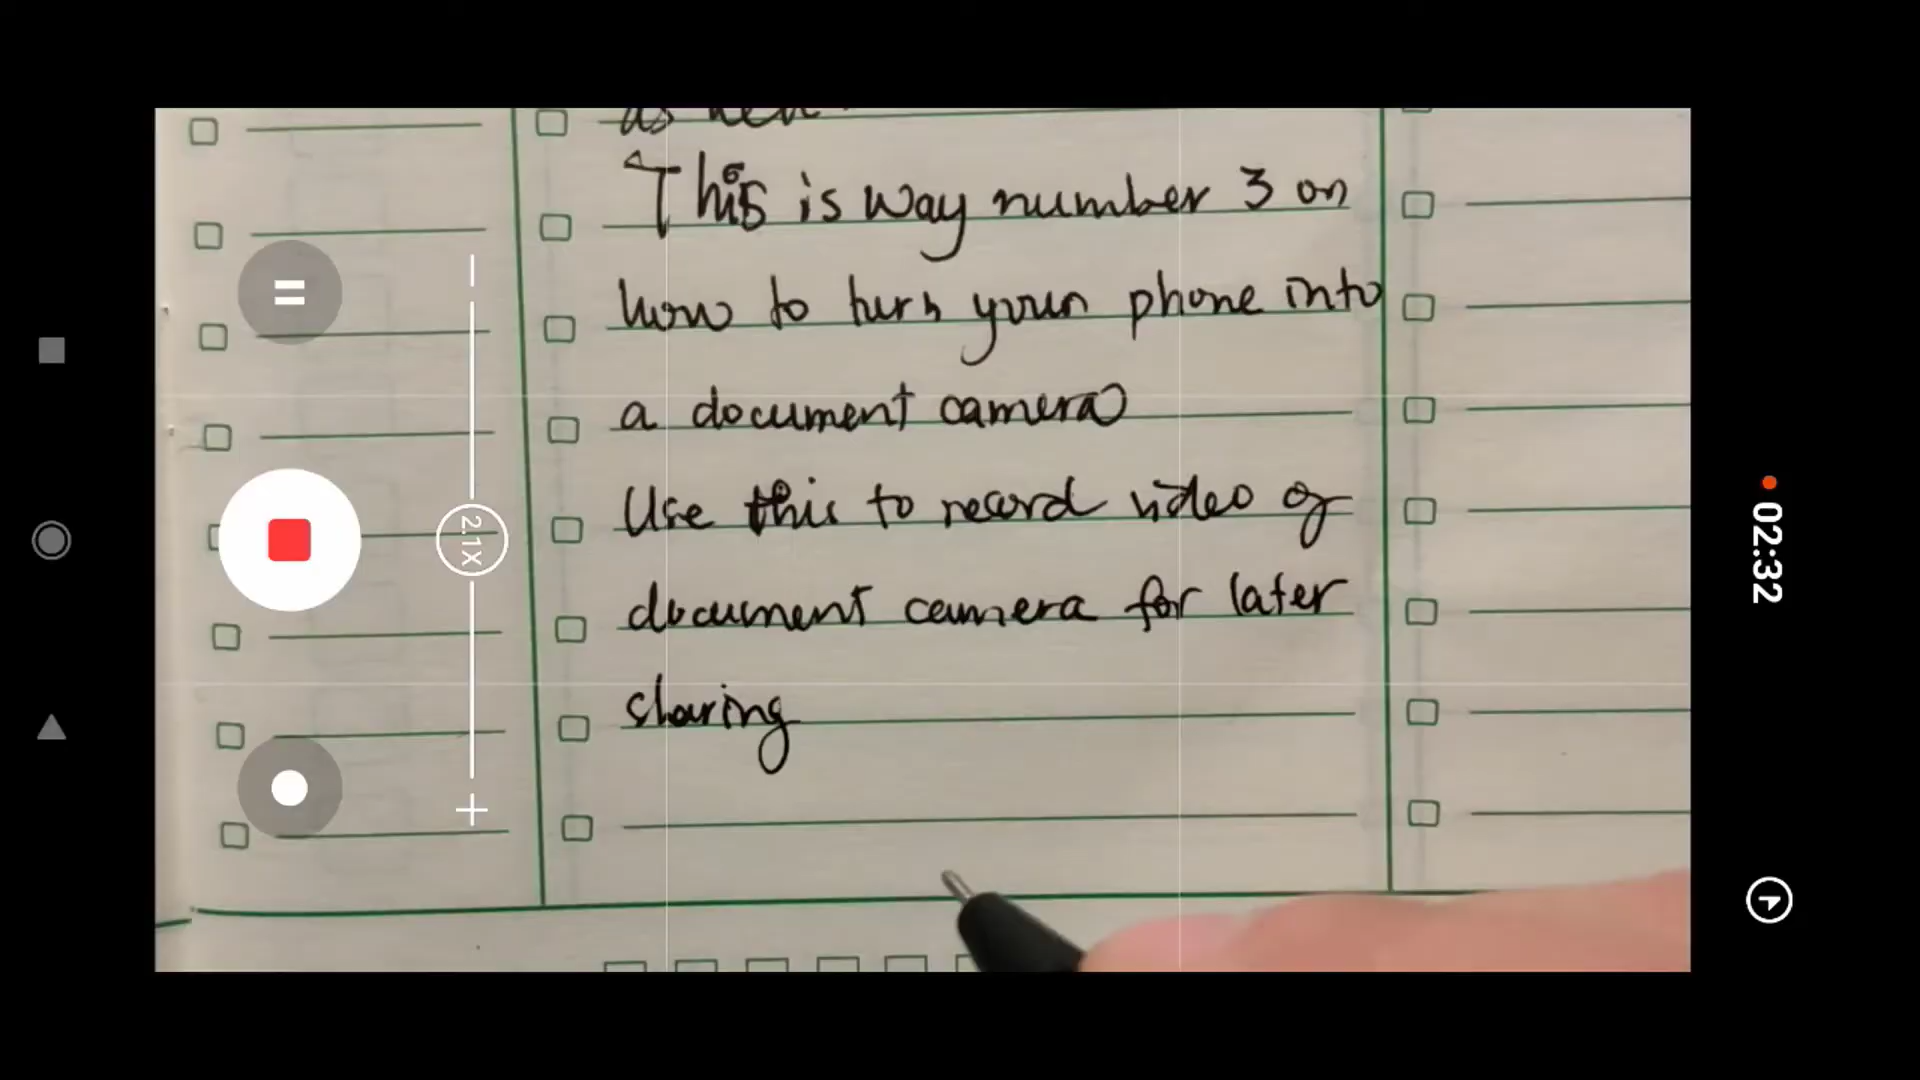 as
This is way number 3 on
how to turn your phone into
a document camera
Use this to record video of
document camera for later
sharing
2.1X
02:32